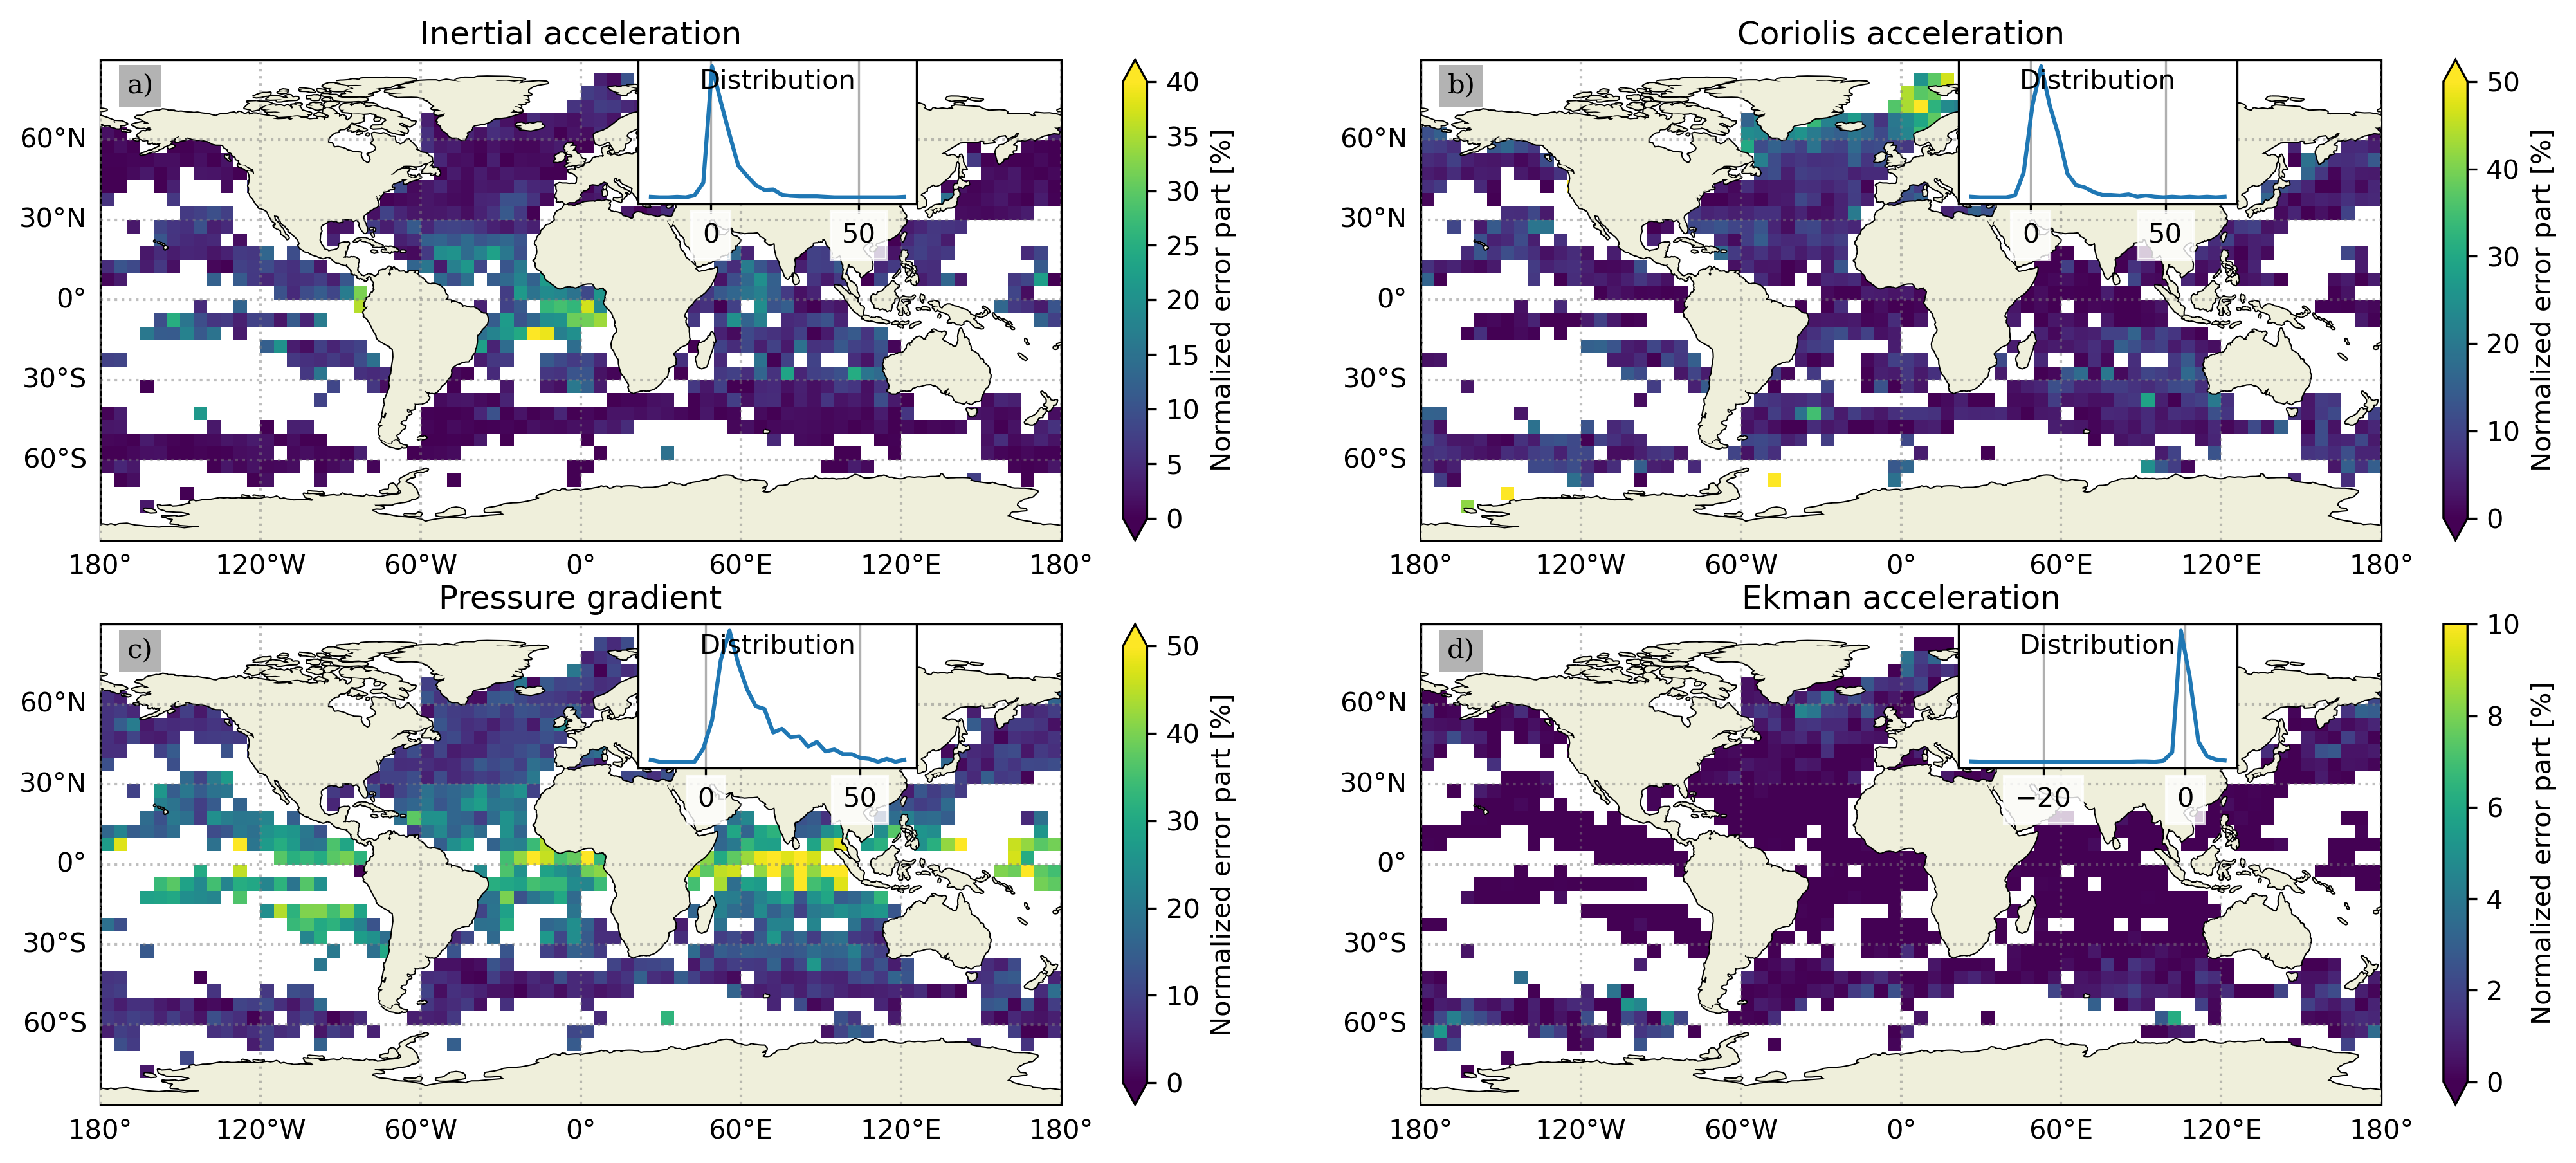 Inertial acceleration
a)
Distribution
0
50
60°N
30°N
0°
30°S
60°S
180°
120°W
60°W
0°
60°E
120°E
180°
40
35
30
25
20
15
10
5
0
Normalized error part [%]
Coriolis acceleration
b)
Distribution
0
50
60°N
30°N
0°
30°S
60°S
180°
120°W
60°W
0°
60°E
120°E
180°
50
40
30
20
10
0
Normalized error part [%]
Pressure gradient
c)
Distribution
0
50
60°N
30°N
0°
30°S
60°S
180°
120°W
60°W
0°
60°E
120°E
180°
50
40
30
20
10
0
Normalized error part [%]
Ekman acceleration
d)
Distribution
−20
0
60°N
30°N
0°
30°S
60°S
180°
120°W
60°W
0°
60°E
120°E
180°
10
8
6
4
2
0
Normalized error part [%]